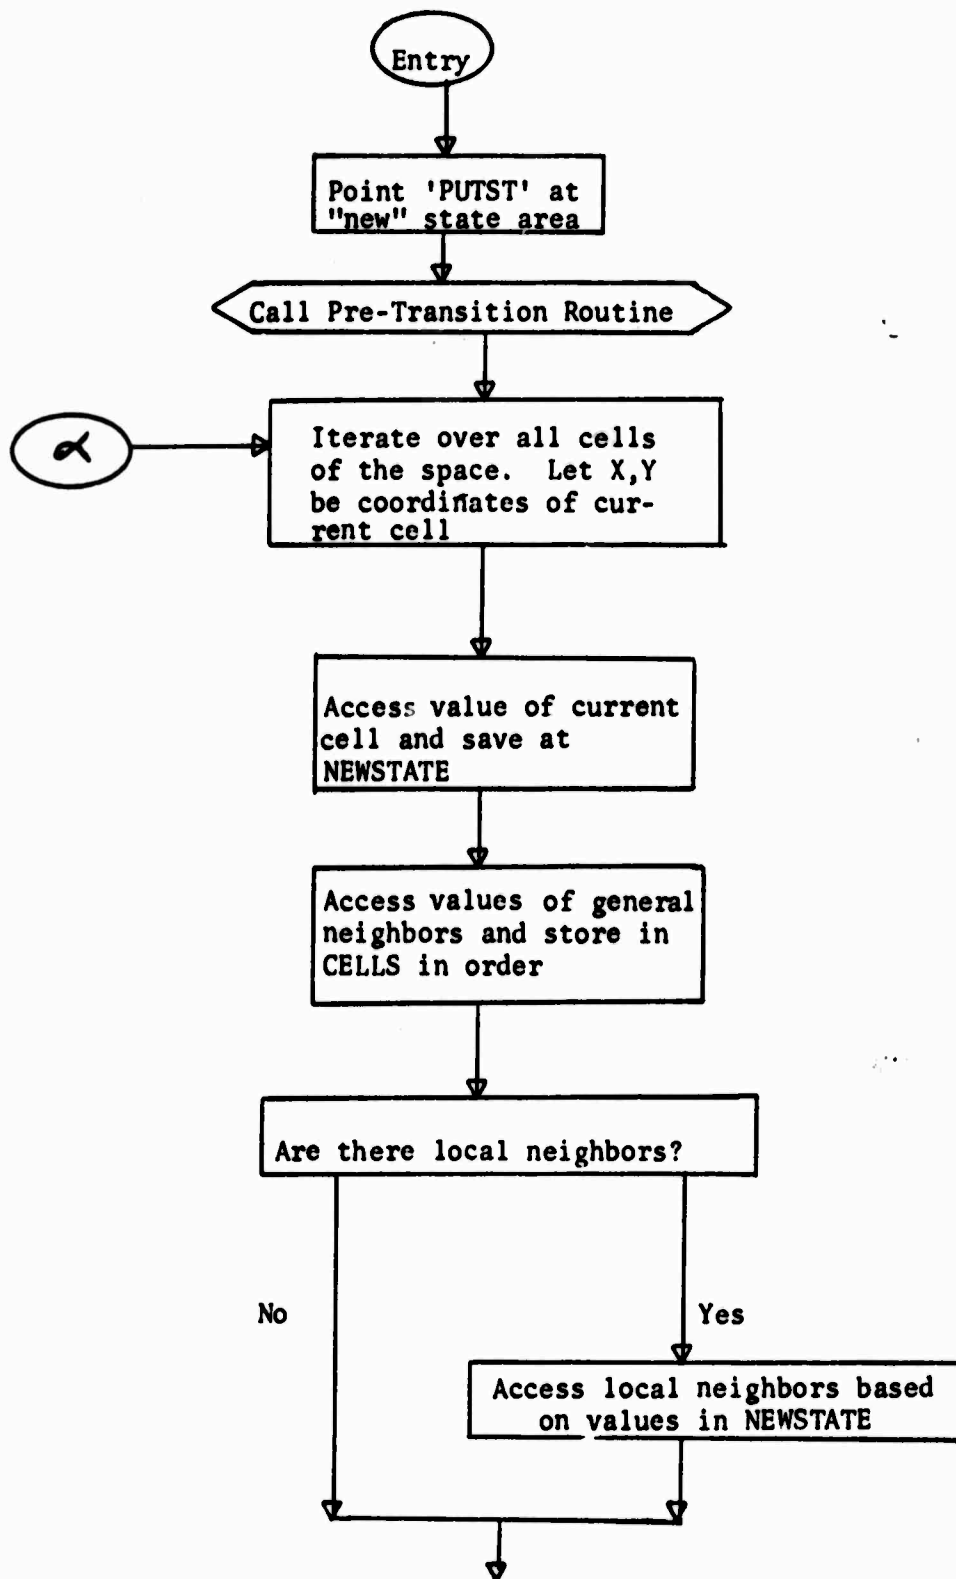 Entry
Point 'PUTST' at
"new" state area
Call Pre-Transition Routine
α
Iterate over all cells
of the space. Let X,Y
be coordinates of cur-
rent cell
Access value of current
cell and save at
NEWSTATE
Access values of general
neighbors and store in
CELLS in order
Are there local neighbors?
No
Yes
Access local neighbors based
on values in NEWSTATE